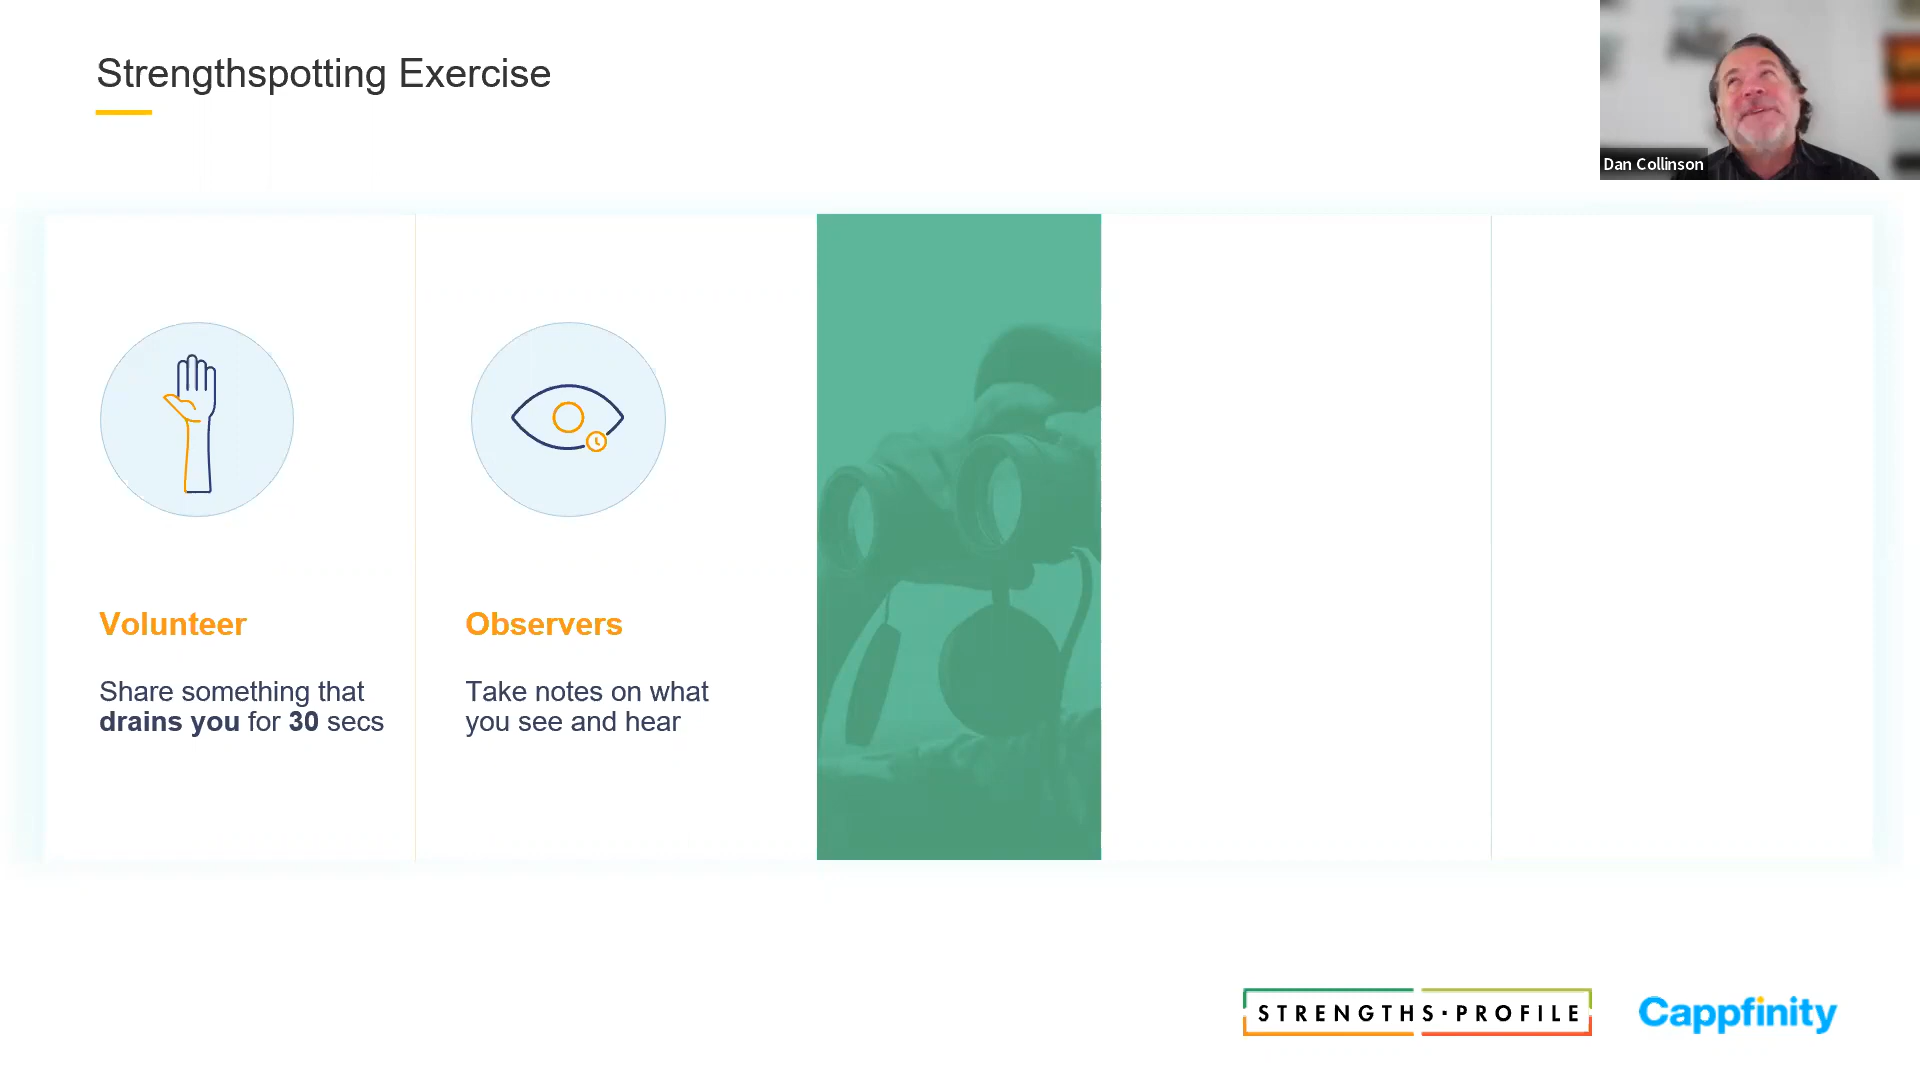 Strengthspotting Exercise
Dan Collinson
Volunteer
Share something that
drains you for 30 secs
Observers
Take notes on what
you see and hear
STRENGTHS·PROFILE
Cappfinity